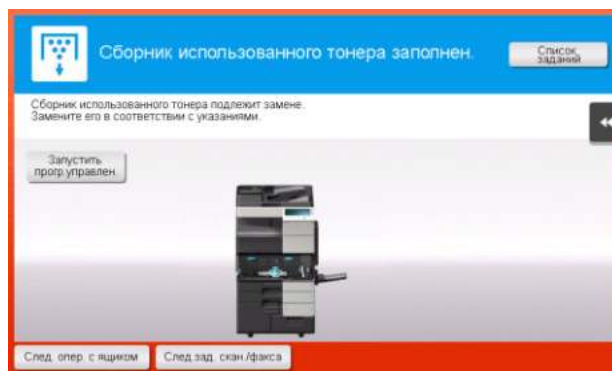 Сборник использованного тонера заполнен.
Список
заданий
Сборник использованного тонера подлежит замене.
Замените его в соответствии с указаниями.
Запустить
прогр.управлен.
След. опер. с ящиком
След.зад. скан./факса